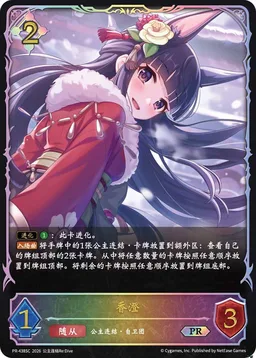 2
进化 1 :此卡进化。
入场曲 将手牌中的1张公主连结·卡牌放置到额外区:查看自己
的牌组顶部的2张卡牌。从中将任意数量的卡牌按照任意顺序放
置到牌组顶部。将剩余的卡牌按照任意顺序放置到牌组底部。
香澄
1
随从
公主连结·自卫团
PR
3
© Cygames, Inc. Published by NetEase Games